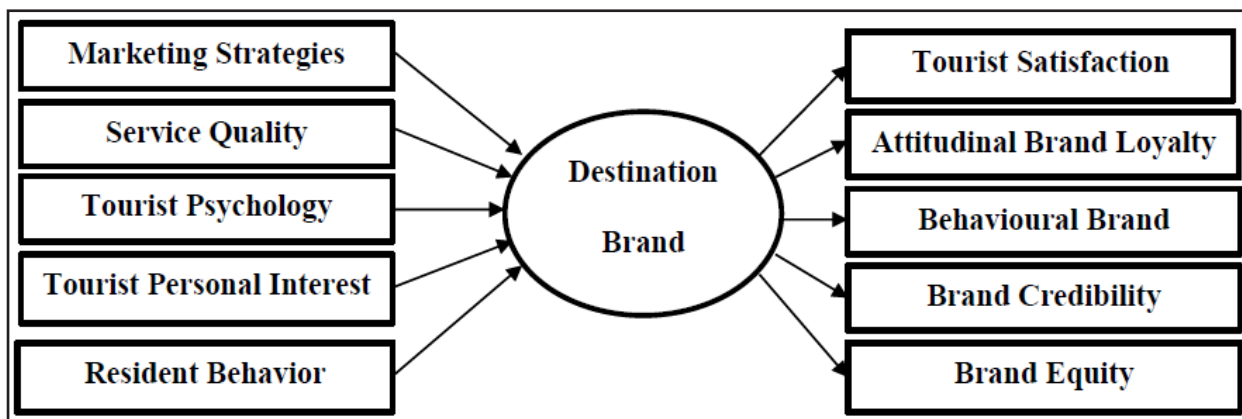 Marketing Strategies
Service Quality
Tourist Psychology
Tourist Personal Interest
Resident Behavior
Destination
Brand
Tourist Satisfaction
Attitudinal Brand Loyalty
Behavioural Brand
Brand Credibility
Brand Equity